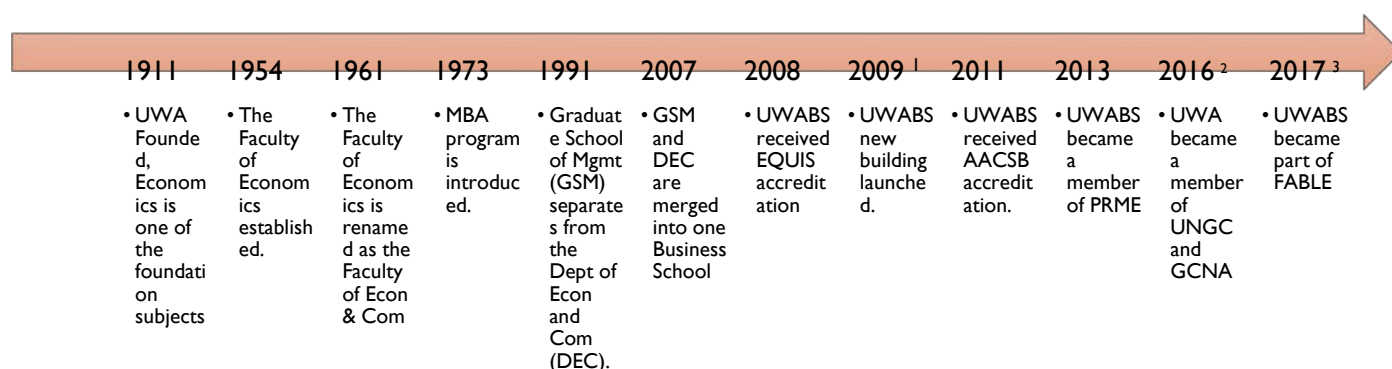 1911
• UWA
Founde
d,
Econom
ics is
one of
the
foundati
on
subjects
1954
• The
Faculty
of
Econom
ics
establish
ed.
1961
• The
Faculty
of
Econom
ics is
rename
d as the
Faculty
of Econ
& Com
1973
• MBA
program
is
introduc
ed.
1991
• Graduat
e School
of Mgmt
(GSM)
separate
s from
the
Dept of
Econ
and
Com
(DEC).
2007
• GSM
and
DEC
are
merged
into one
Business
School
2008
• UWABS
received
EQUIS
accredit
ation
2009 1
• UWABS
new
building
launche
d.
2011
• UWABS
received
AACSB
accredit
ation.
2013
• UWABS
became
a
member
of PRME
2016 2
• UWA
became
a
member
of
UNGC
and
GCNA
2017 3
• UWABS
became
part of
FABLE